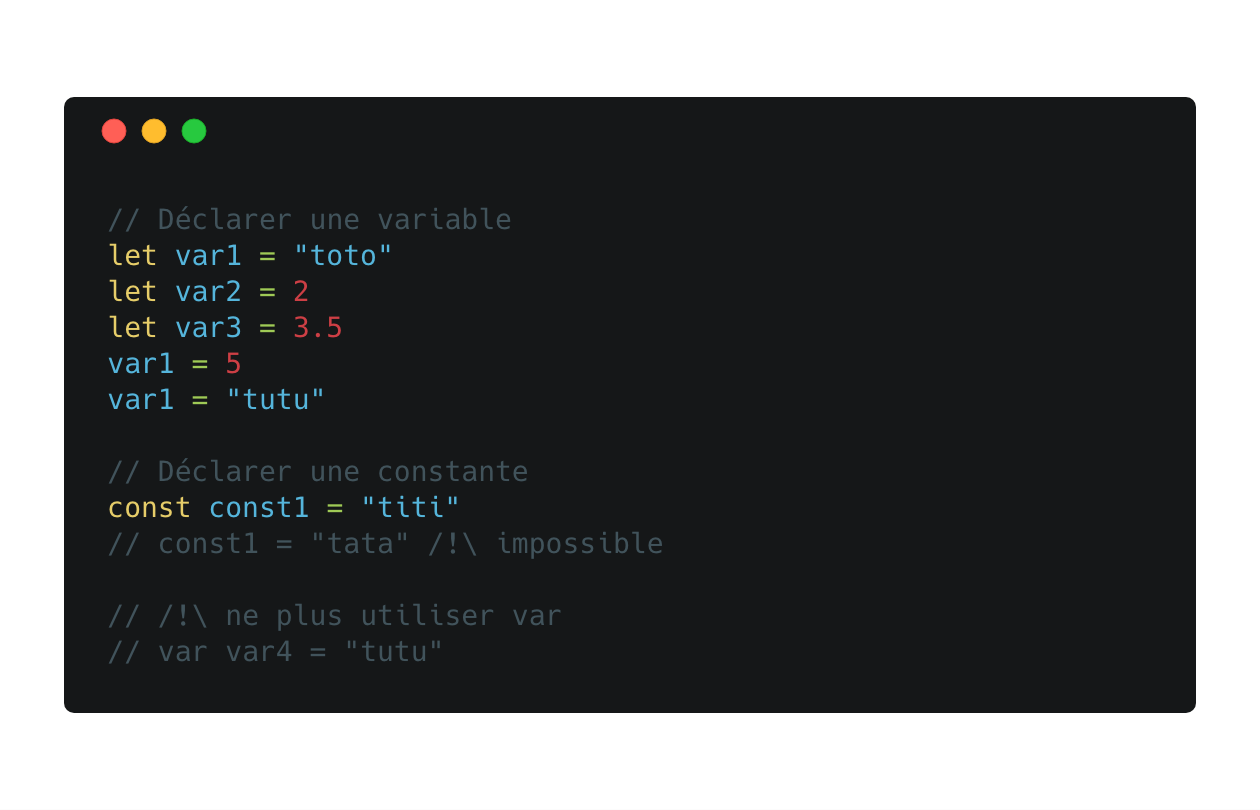 // Déclarer une variable
let var1 = "toto"
let var2 = 2
let var3 = 3.5
var1 = 5
var1 = "tutu"
// Déclarer une constante
const const1 = "titi"
// const1 = "tata" /!\ impossible
// /!\ ne plus utiliser var
// var var4 = "tutu"